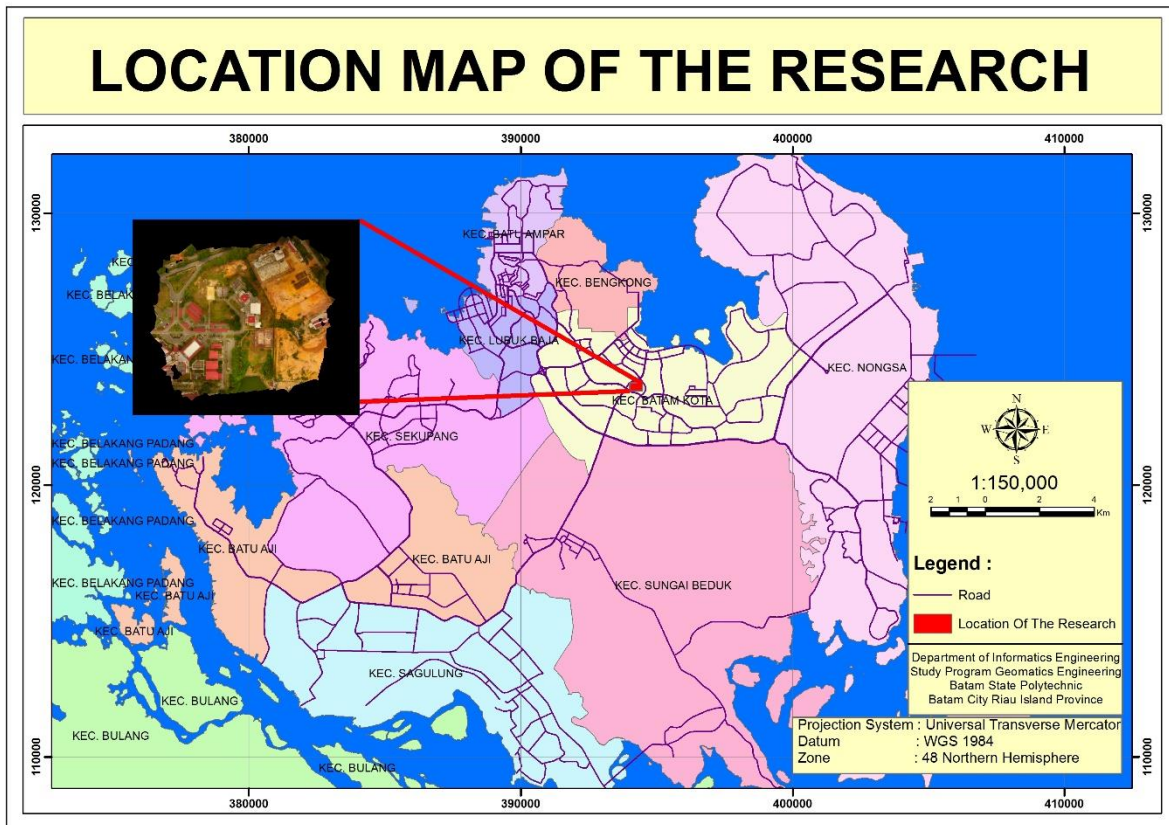 LOCATION MAP OF THE RESEARCH
380000 390000 400000 410000
130000 130000
KEC. BATU AMPAR
KEC. BENGKONG
KEC. BELAKA
KEC. LUBUK BAJA
KEC. BELAKAN
KEC. NONGSA
KEC. BATAM KOTA
KEC. SEKUPANG
KEC. BELAKANG PADANG
KEC. BELAKANG PADANG
120000 120000
KEC. BELAKANG PADANG
KEC. BATU AJI
KEC. BATU AJI
KEC. BELAKANG PADANG
KEC. BATU AJI
KEC. SUNGAI BEDUK
KEC. BATU AJI
KEC. SAGULUNG
KEC. BULANG
KEC. BULANG
KEC. BULANG
110000 110000
N
W E
S
1:150,000
2 1 0 2 4
Km
Legend :
Road
Location Of The Research
Department of Informatics Engineering
Study Program Geomatics Engineering
Batam State Polytechnic
Batam City Riau Island Province
Projection System : Universal Transverse Mercator
Datum : WGS 1984
Zone : 48 Northern Hemisphere
380000 390000 400000 410000